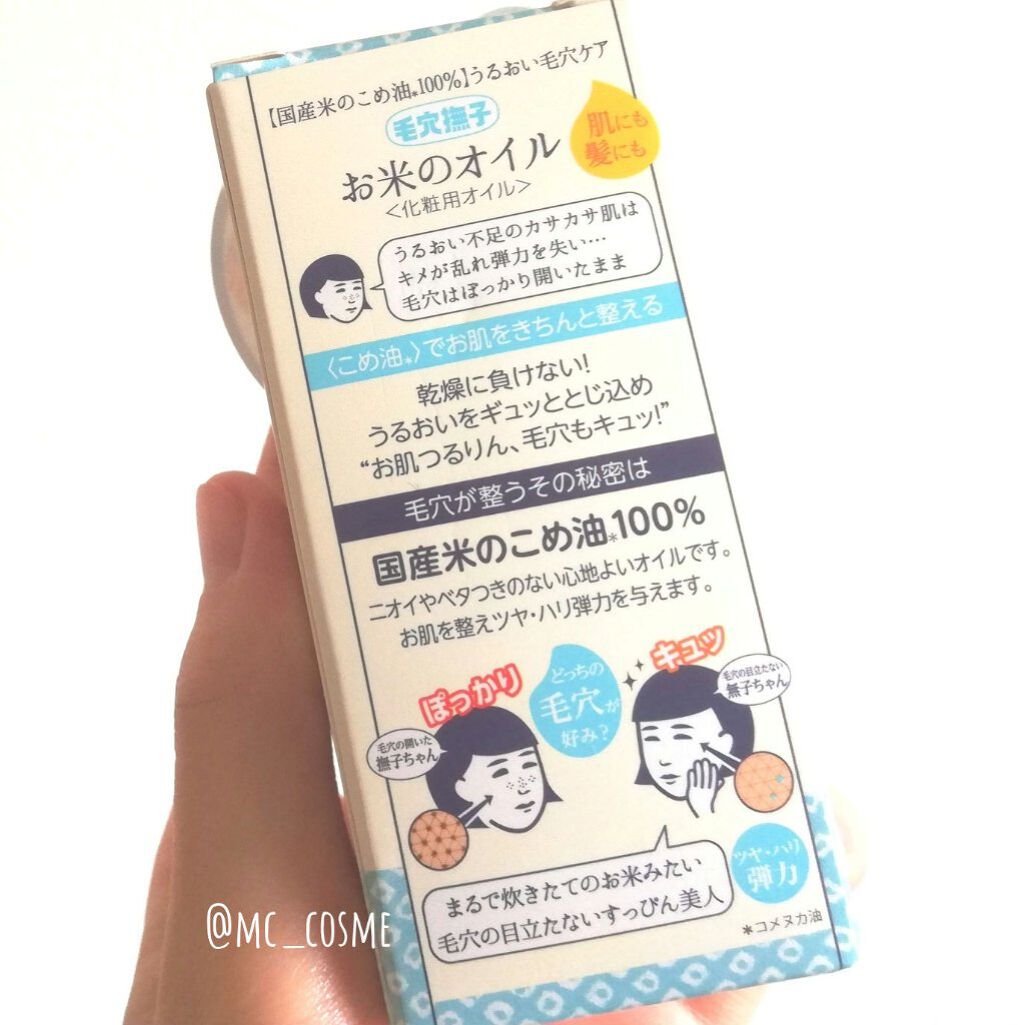 【国産米のこめ油*100%】うるおい毛穴ケア
毛穴撫子
お米のオイル
<化粧用オイル>
肌にも
髪にも
うるおい不足のカサカサ肌は
キメが乱れ弾力を失い…
毛穴はぽっかり開いたまま
〈こめ油*〉でお肌をきちんと整える
乾燥に負けない!
うるおいをギュッととじ込め
“お肌つるりん、毛穴もキュッ!”
毛穴が整うその秘密は
国産米のこめ油*100%
ニオイやベタつきのない心地よいオイルです。
お肌を整えツヤ・ハリ弾力を与えます。
ぽっかり
毛穴の開いた
撫子ちゃん
どっちの
毛穴が
好み?
キュッ
毛穴の目立たない
撫子ちゃん
ツヤ・ハリ
弾力
まるで炊きたてのお米みたい
毛穴の目立たないすっぴん美人
*コメヌカ油
@MC_COSME